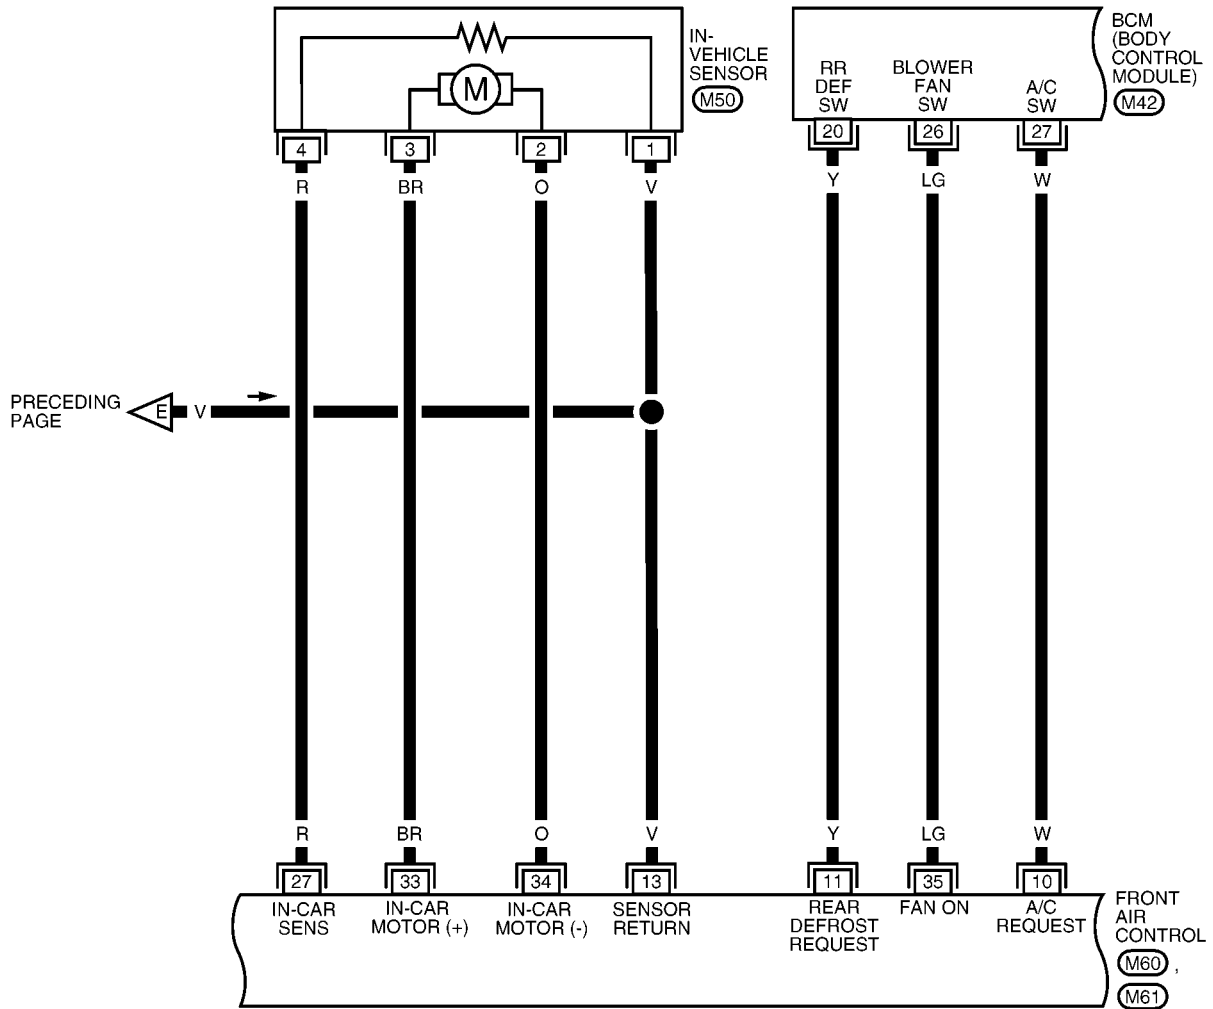 IN-
VEHICLE
SENSOR
M50
M
4
3
2
1
R
BR
O
V
BCM
(BODY
CONTROL
MODULE)
M42
RR
DEF
SW
BLOWER
FAN
SW
A/C
SW
20
26
27
Y
LG
W
PRECEDING
PAGE
E
V
R
BR
O
V
Y
LG
W
27
33
34
13
11
35
10
IN-CAR
SENS
IN-CAR
MOTOR (+)
IN-CAR
MOTOR (-)
SENSOR
RETURN
REAR
DEFROST
REQUEST
FAN ON
A/C
REQUEST
FRONT
AIR
CONTROL
M60 ,
M61